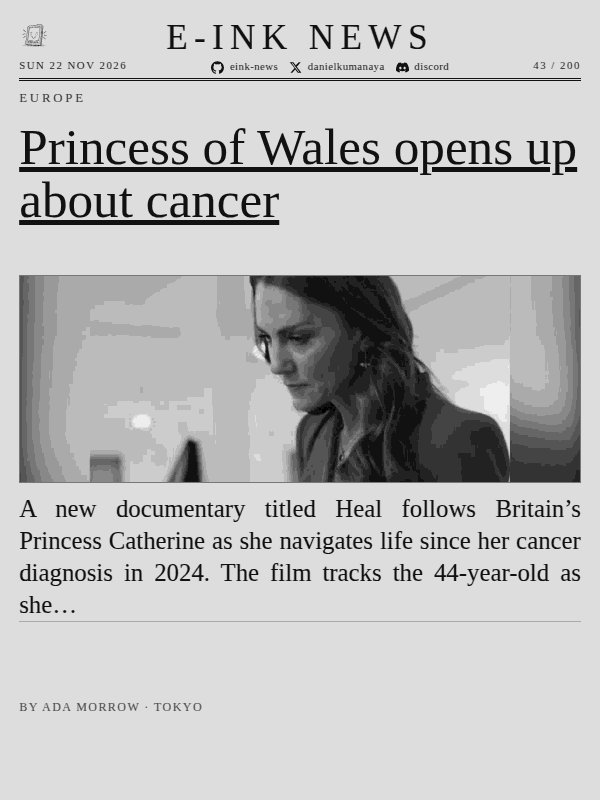 E-INK NEWS
SUN 22 NOV 2026 eink-news danielkumanaya discord 43 / 200
EUROPE
Princess of Wales opens up
about cancer
A new documentary titled Heal follows Britain’s
Princess Catherine as she navigates life since her cancer
diagnosis in 2024. The film tracks the 44-year-old as
she…
BY ADA MORROW · TOKYO